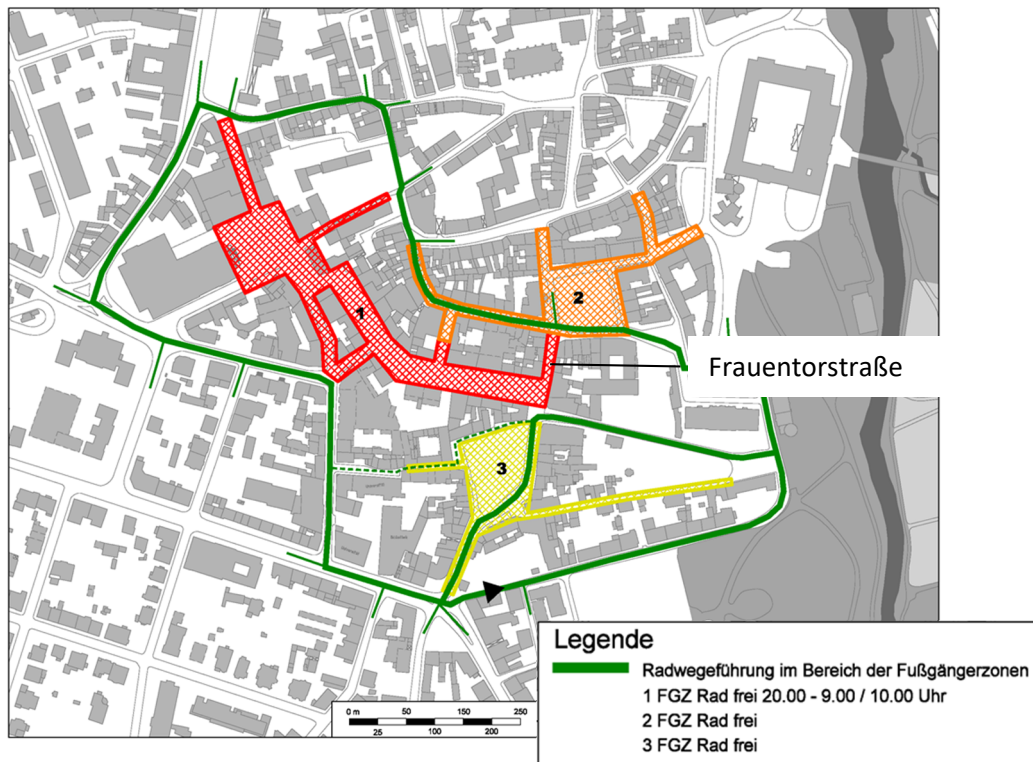 1
2
Frauentorstraße
3
0 m 50 100 150 250
25 100 200
Legende
Radwegeführung im Bereich der Fußgängerzonen
1 FGZ Rad frei 20.00 - 9.00 / 10.00 Uhr
2 FGZ Rad frei
3 FGZ Rad frei